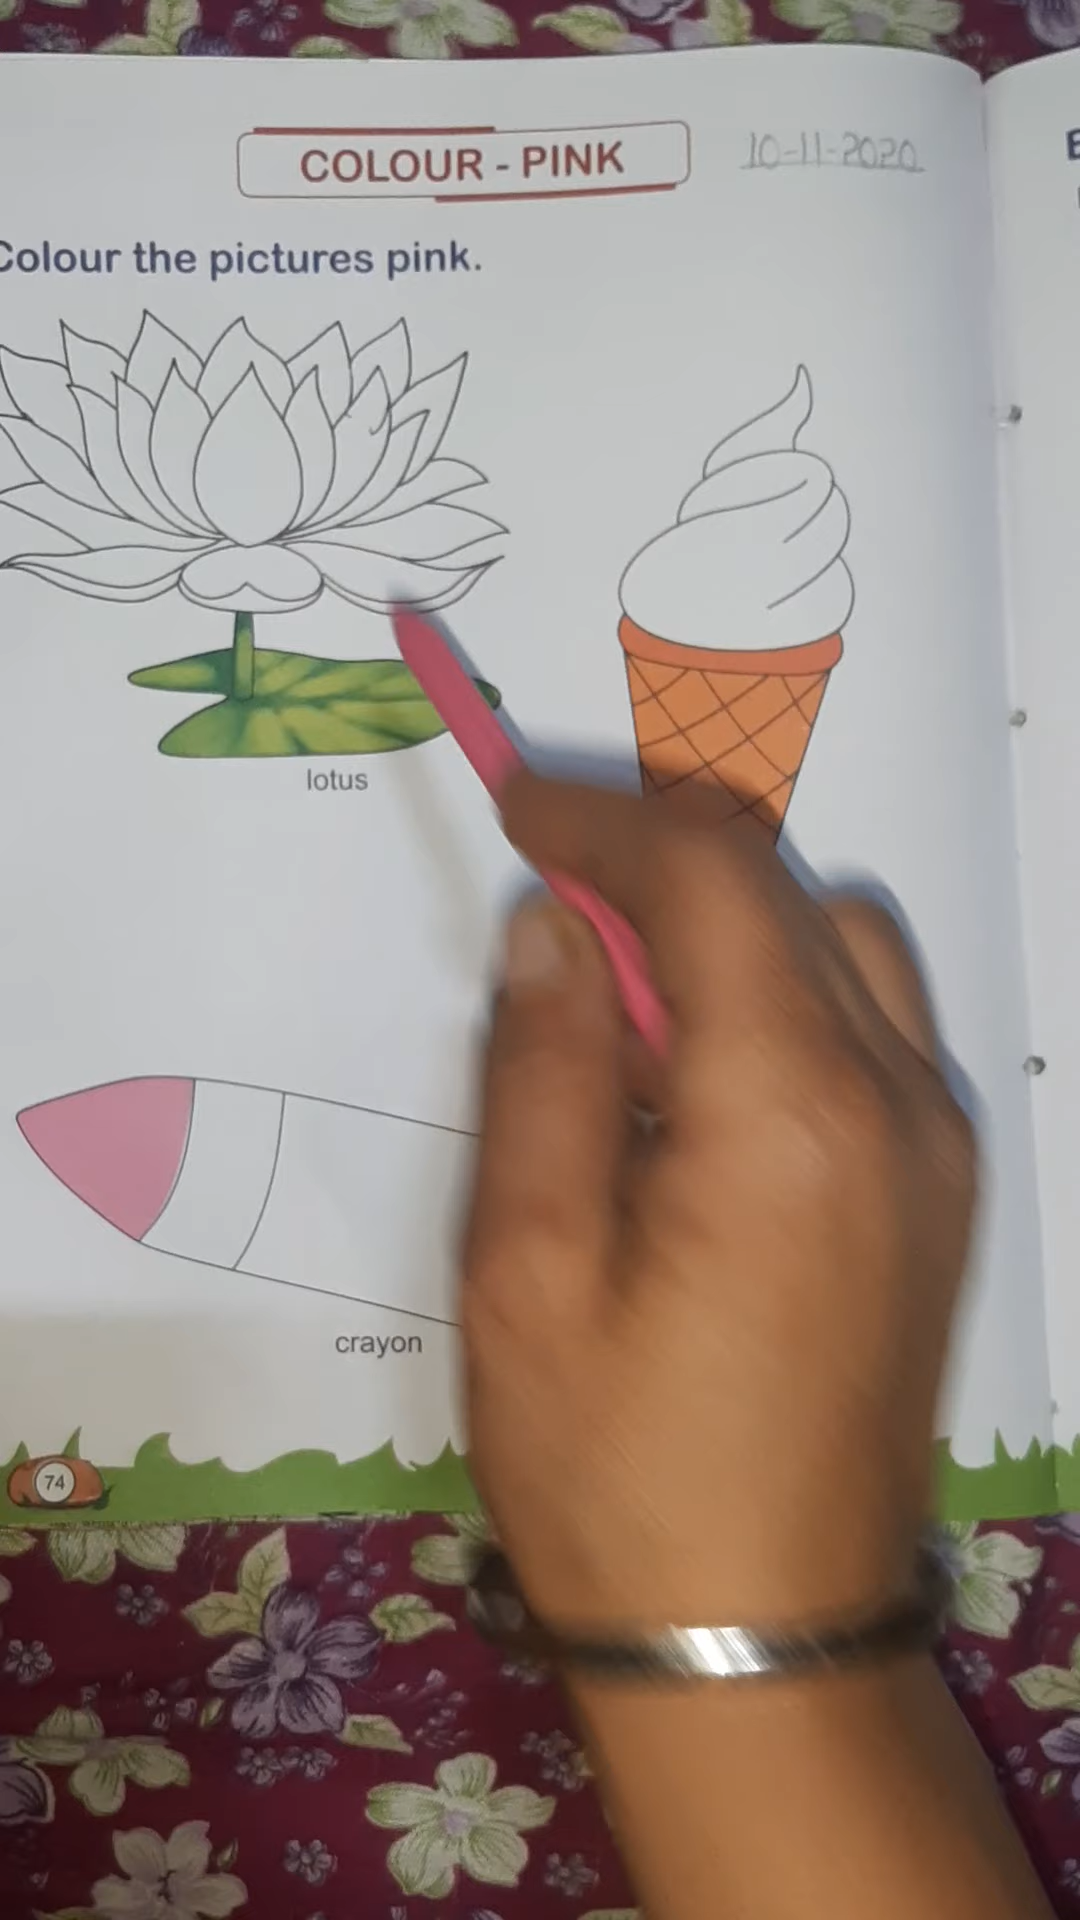 COLOUR - PINK
10-11-2020
Colour the pictures pink.
lotus
crayon
74